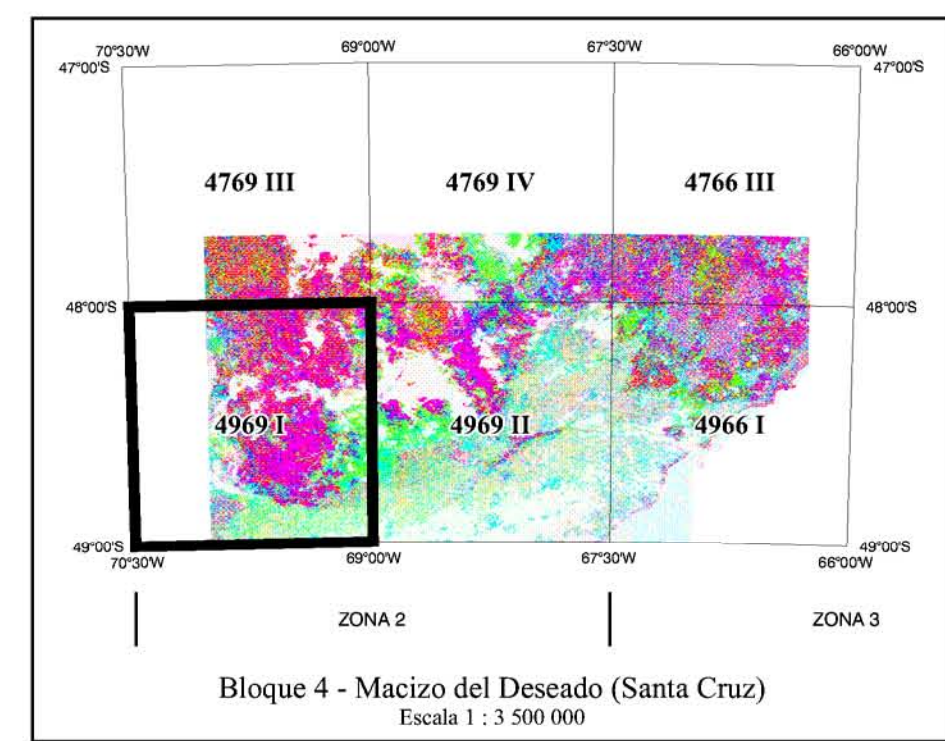 70°30'W 69°00'W 67°30'W 66°00'W
47°00'S 47°00'S
4769 III 4769 IV 4766 III
48°00'S 48°00'S
4969 I 4969 II 4966 I
49°00'S 49°00'S
70°30'W 69°00'W 67°30'W 66°00'W
ZONA 2 ZONA 3
Bloque 4 - Macizo del Deseado (Santa Cruz)
Escala 1 : 3 500 000